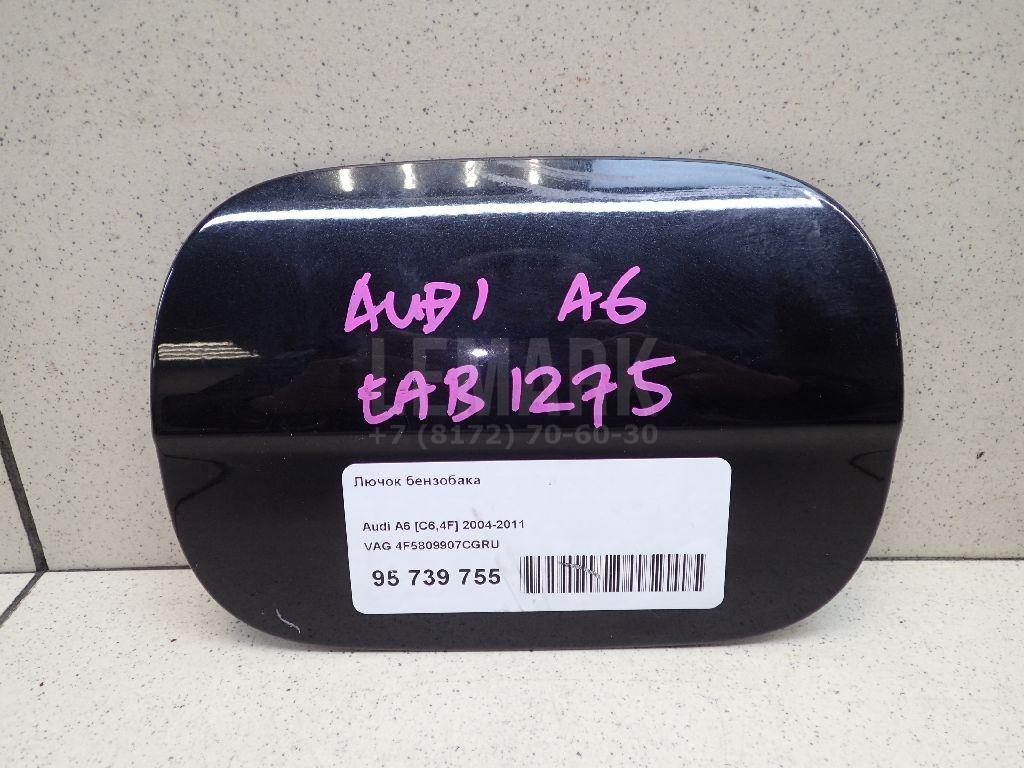 AUDI A6
LEMARK
EAB1275
+7 (8172) 70-60-30
Лючок бензобака
Audi A6 [C6,4F] 2004-2011
VAG 4F5809907CGRU
95 739 755